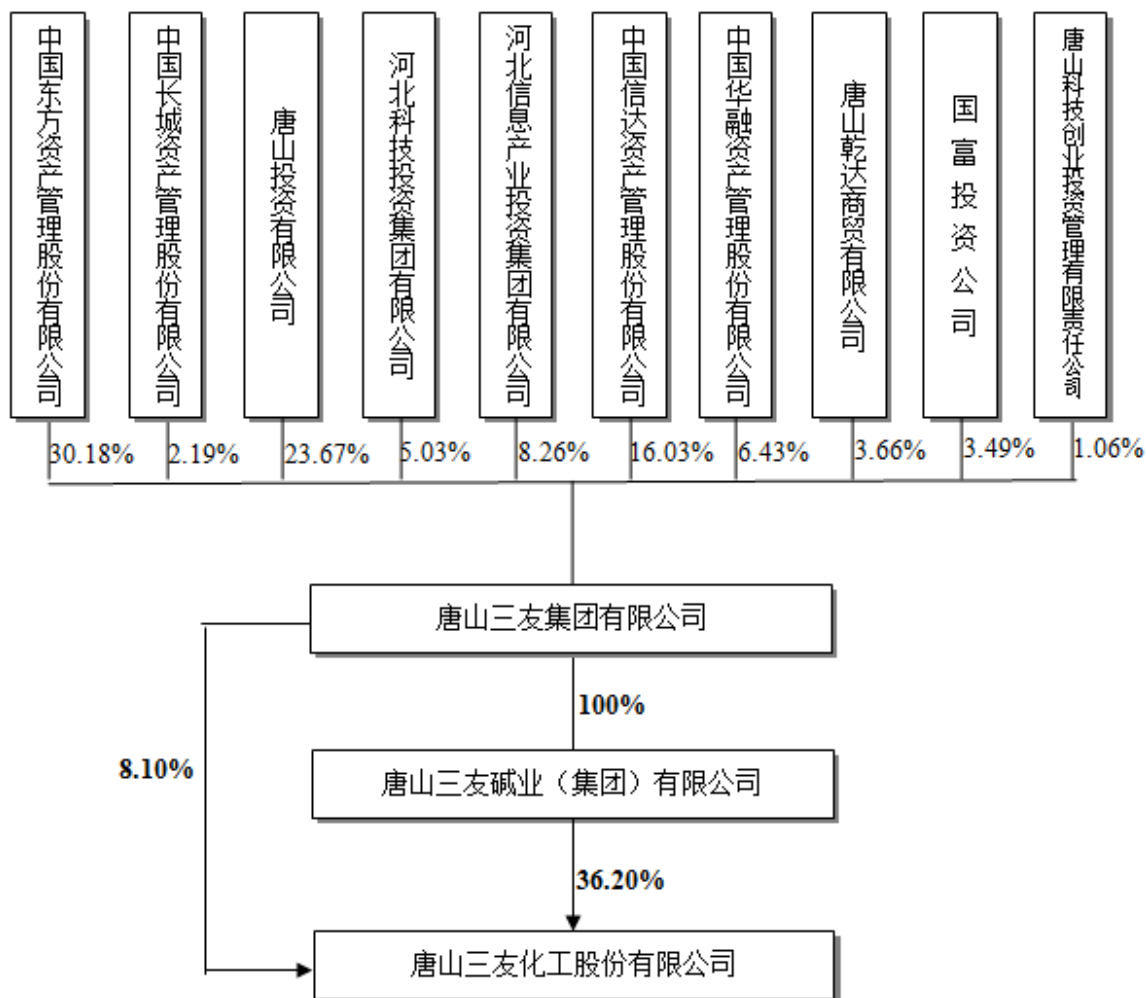 中国东方资产管理股份有限公司
中国长城资产管理股份有限公司
唐山投资有限公司
河北科技投资集团有限公司
河北信息产业投资集团有限公司
中国信达资产管理股份有限公司
中国华融资产管理股份有限公司
唐山乾达商贸有限公司
国富投资公司
唐山科技创业投资管理有限责任公司
30.18%
2.19%
23.67%
5.03%
8.26%
16.03%
6.43%
3.66%
3.49%
1.06%
唐山三友集团有限公司
100%
8.10%
唐山三友碱业（集团）有限公司
36.20%
唐山三友化工股份有限公司